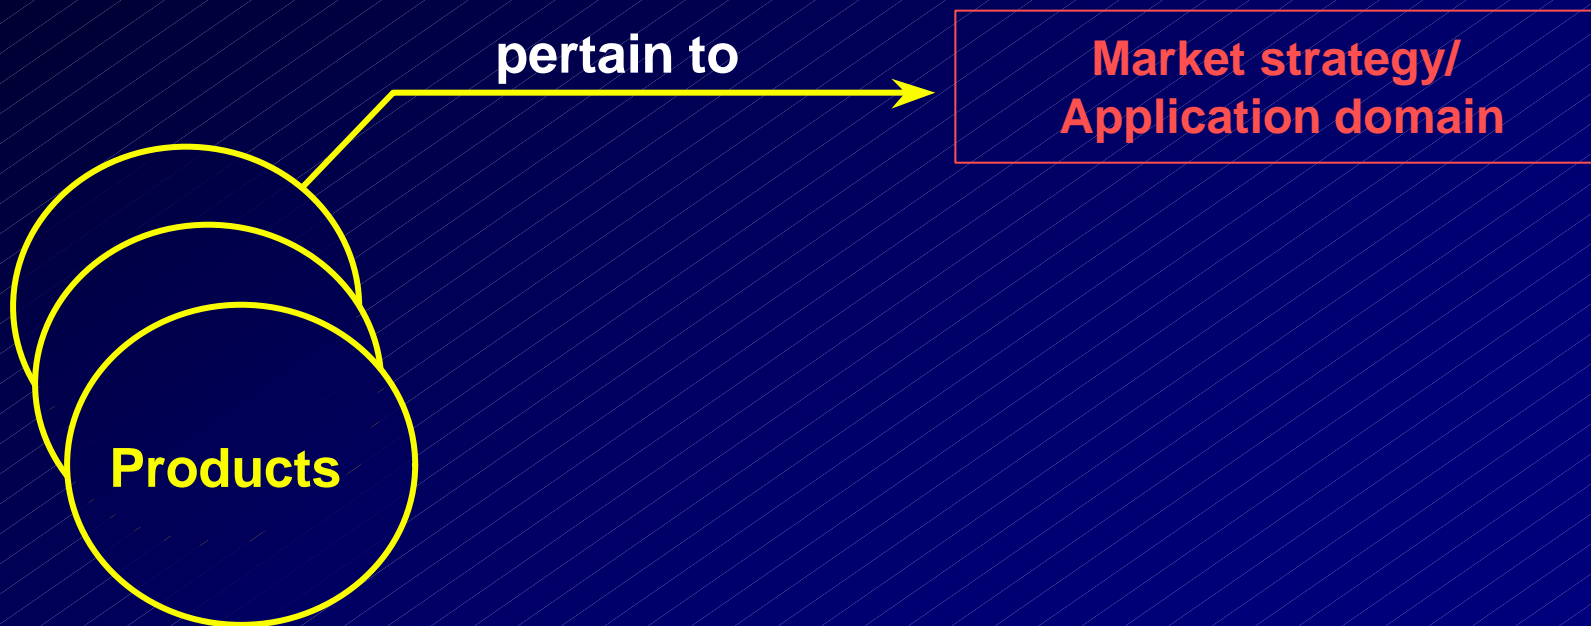 pertain to
Market strategy/
Application domain
Products